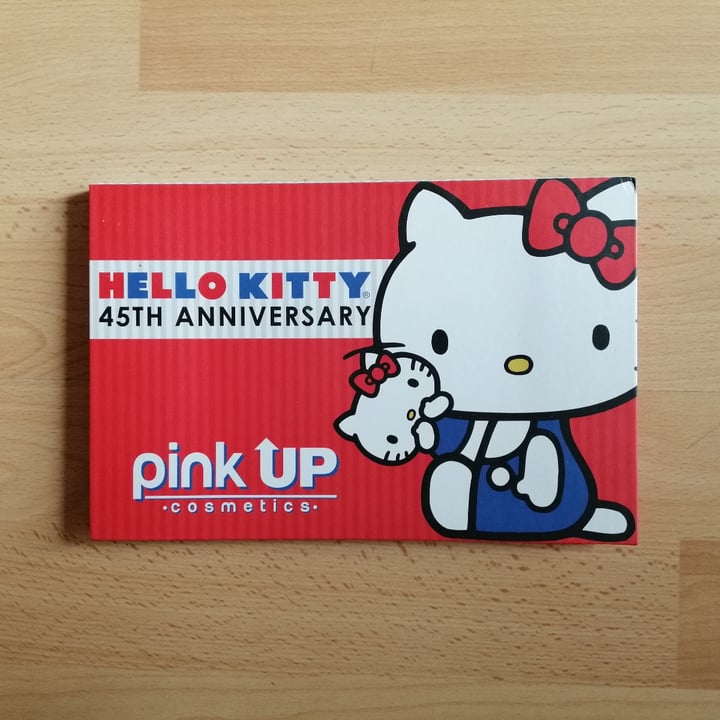 HELLO KITTY®
45TH ANNIVERSARY
pink UP
•cosmetics•